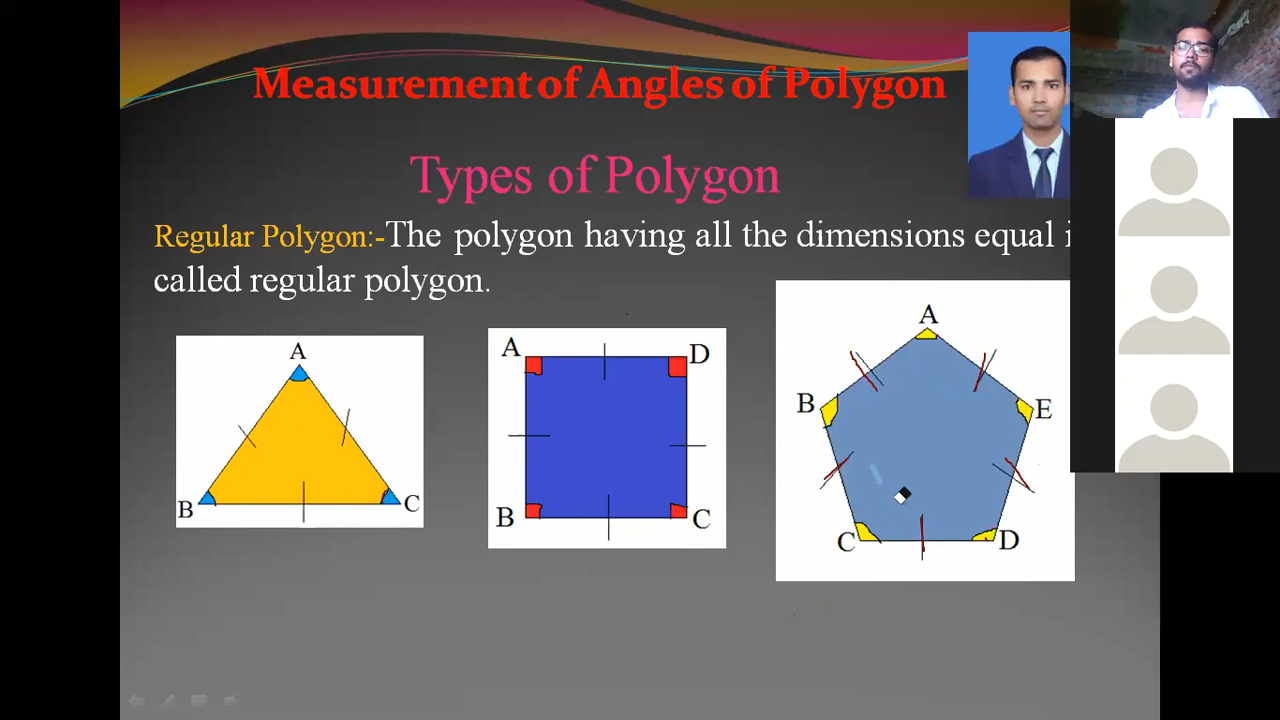 Measurement of Angles of Polygon
Types of Polygon
Regular Polygon:-The polygon having all the dimensions equal i
called regular polygon.
A
B
C
A
D
B
C
A
B
E
C
D